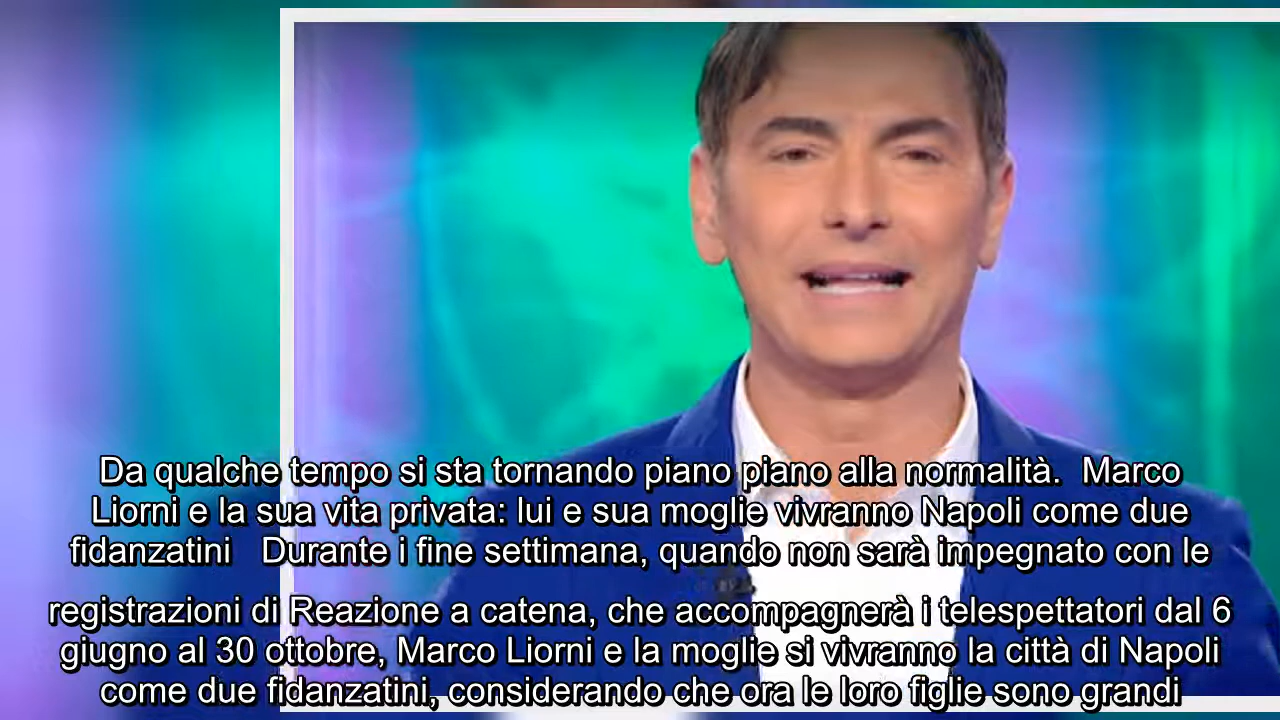 Da qualche tempo si sta tornando piano piano alla normalità.  Marco
Liorni e la sua vita privata: lui e sua moglie vivranno Napoli come due
fidanzatini   Durante i fine settimana, quando non sarà impegnato con le
registrazioni di Reazione a catena, che accompagnerà i telespettatori dal 6
giugno al 30 ottobre, Marco Liorni e la moglie si vivranno la città di Napoli
come due fidanzatini, considerando che ora le loro figlie sono grandi